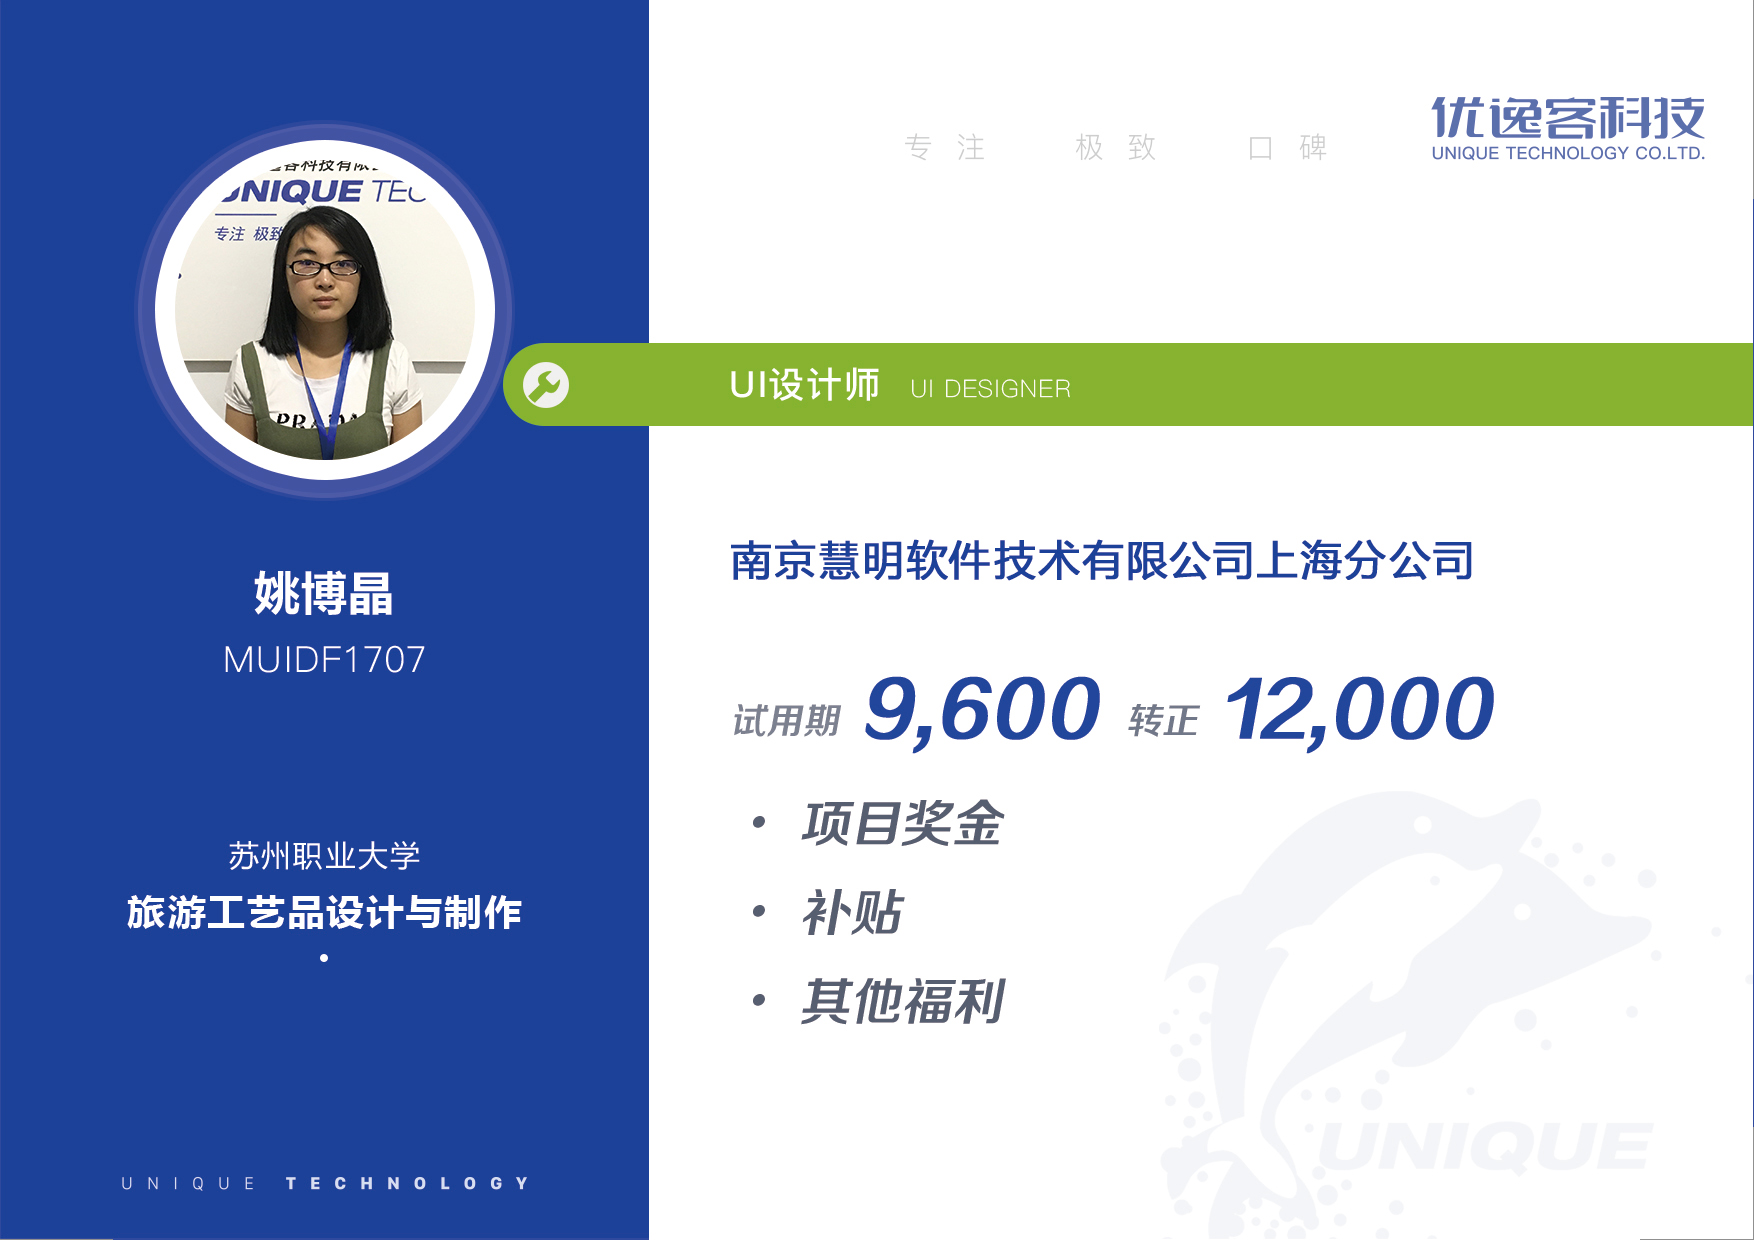 专注 极致 口碑
优逸客科技
UNIQUE TECHNOLOGY CO.LTD.
UNIQUE TEC
专注 极致
UI设计师 UI DESIGNER
姚博晶
MUIDF1707
苏州职业大学
旅游工艺品设计与制作
南京慧明软件技术有限公司上海分公司
试用期 9,600 转正 12,000
• 项目奖金
• 补贴
• 其他福利
UNIQUE
UNIQUE TECHNOLOGY